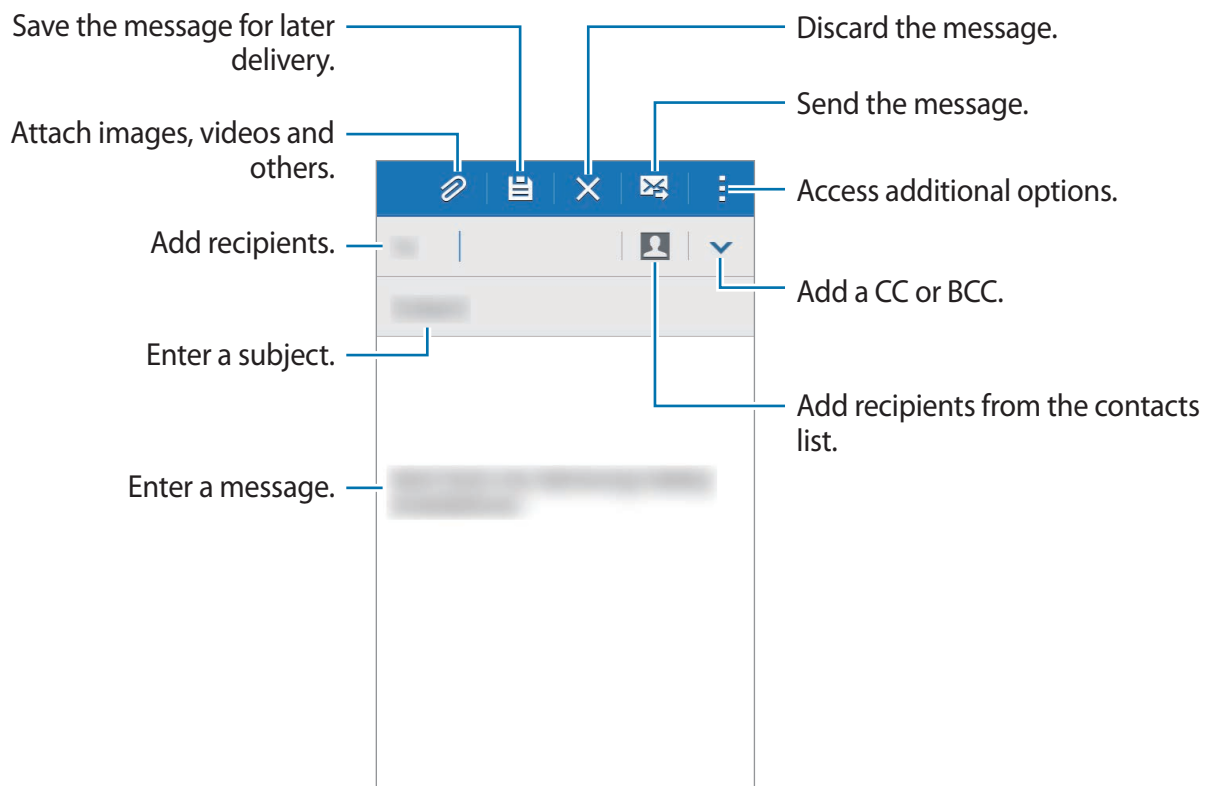 Save the message for later
delivery.
Attach images, videos and
others.
Add recipients.
Enter a subject.
Enter a message.
Discard the message.
Send the message.
Access additional options.
Add a CC or BCC.
Add recipients from the contacts
list.